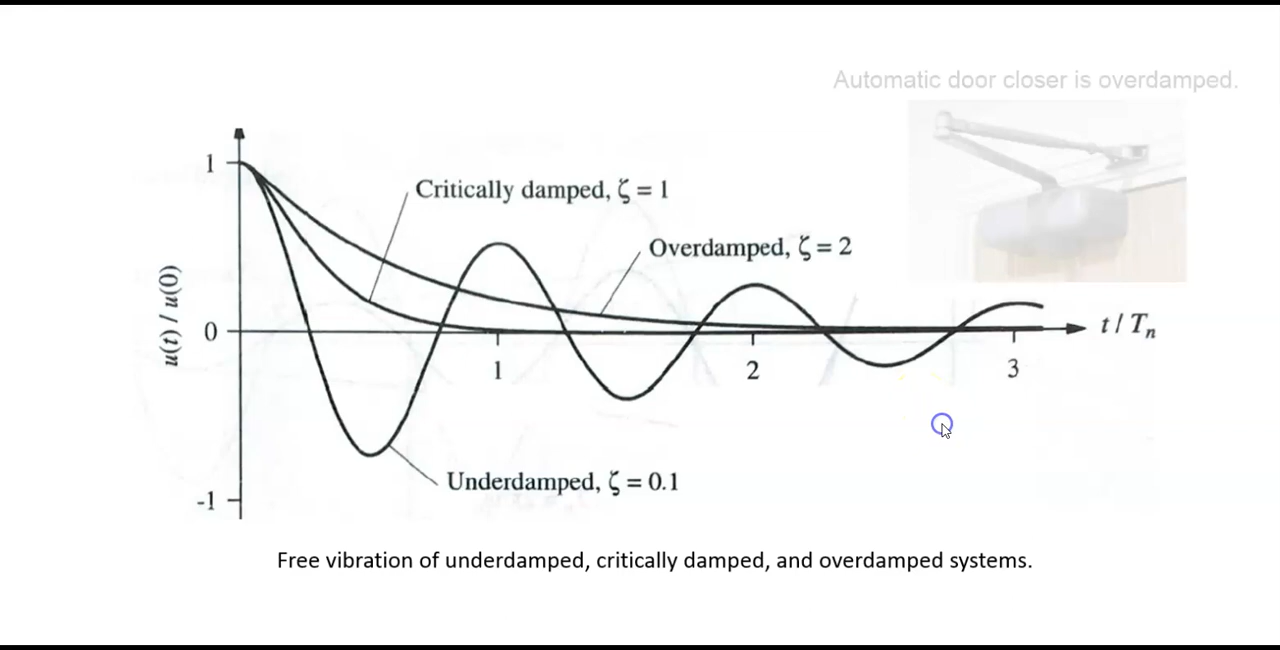 Automatic door closer is overdamped.
1
Critically damped, ζ = 1
Overdamped, ζ = 2
u(t) / u(0)
0
t / Tn
1
2
3
Underdamped, ζ = 0.1
-1
Free vibration of underdamped, critically damped, and overdamped systems.